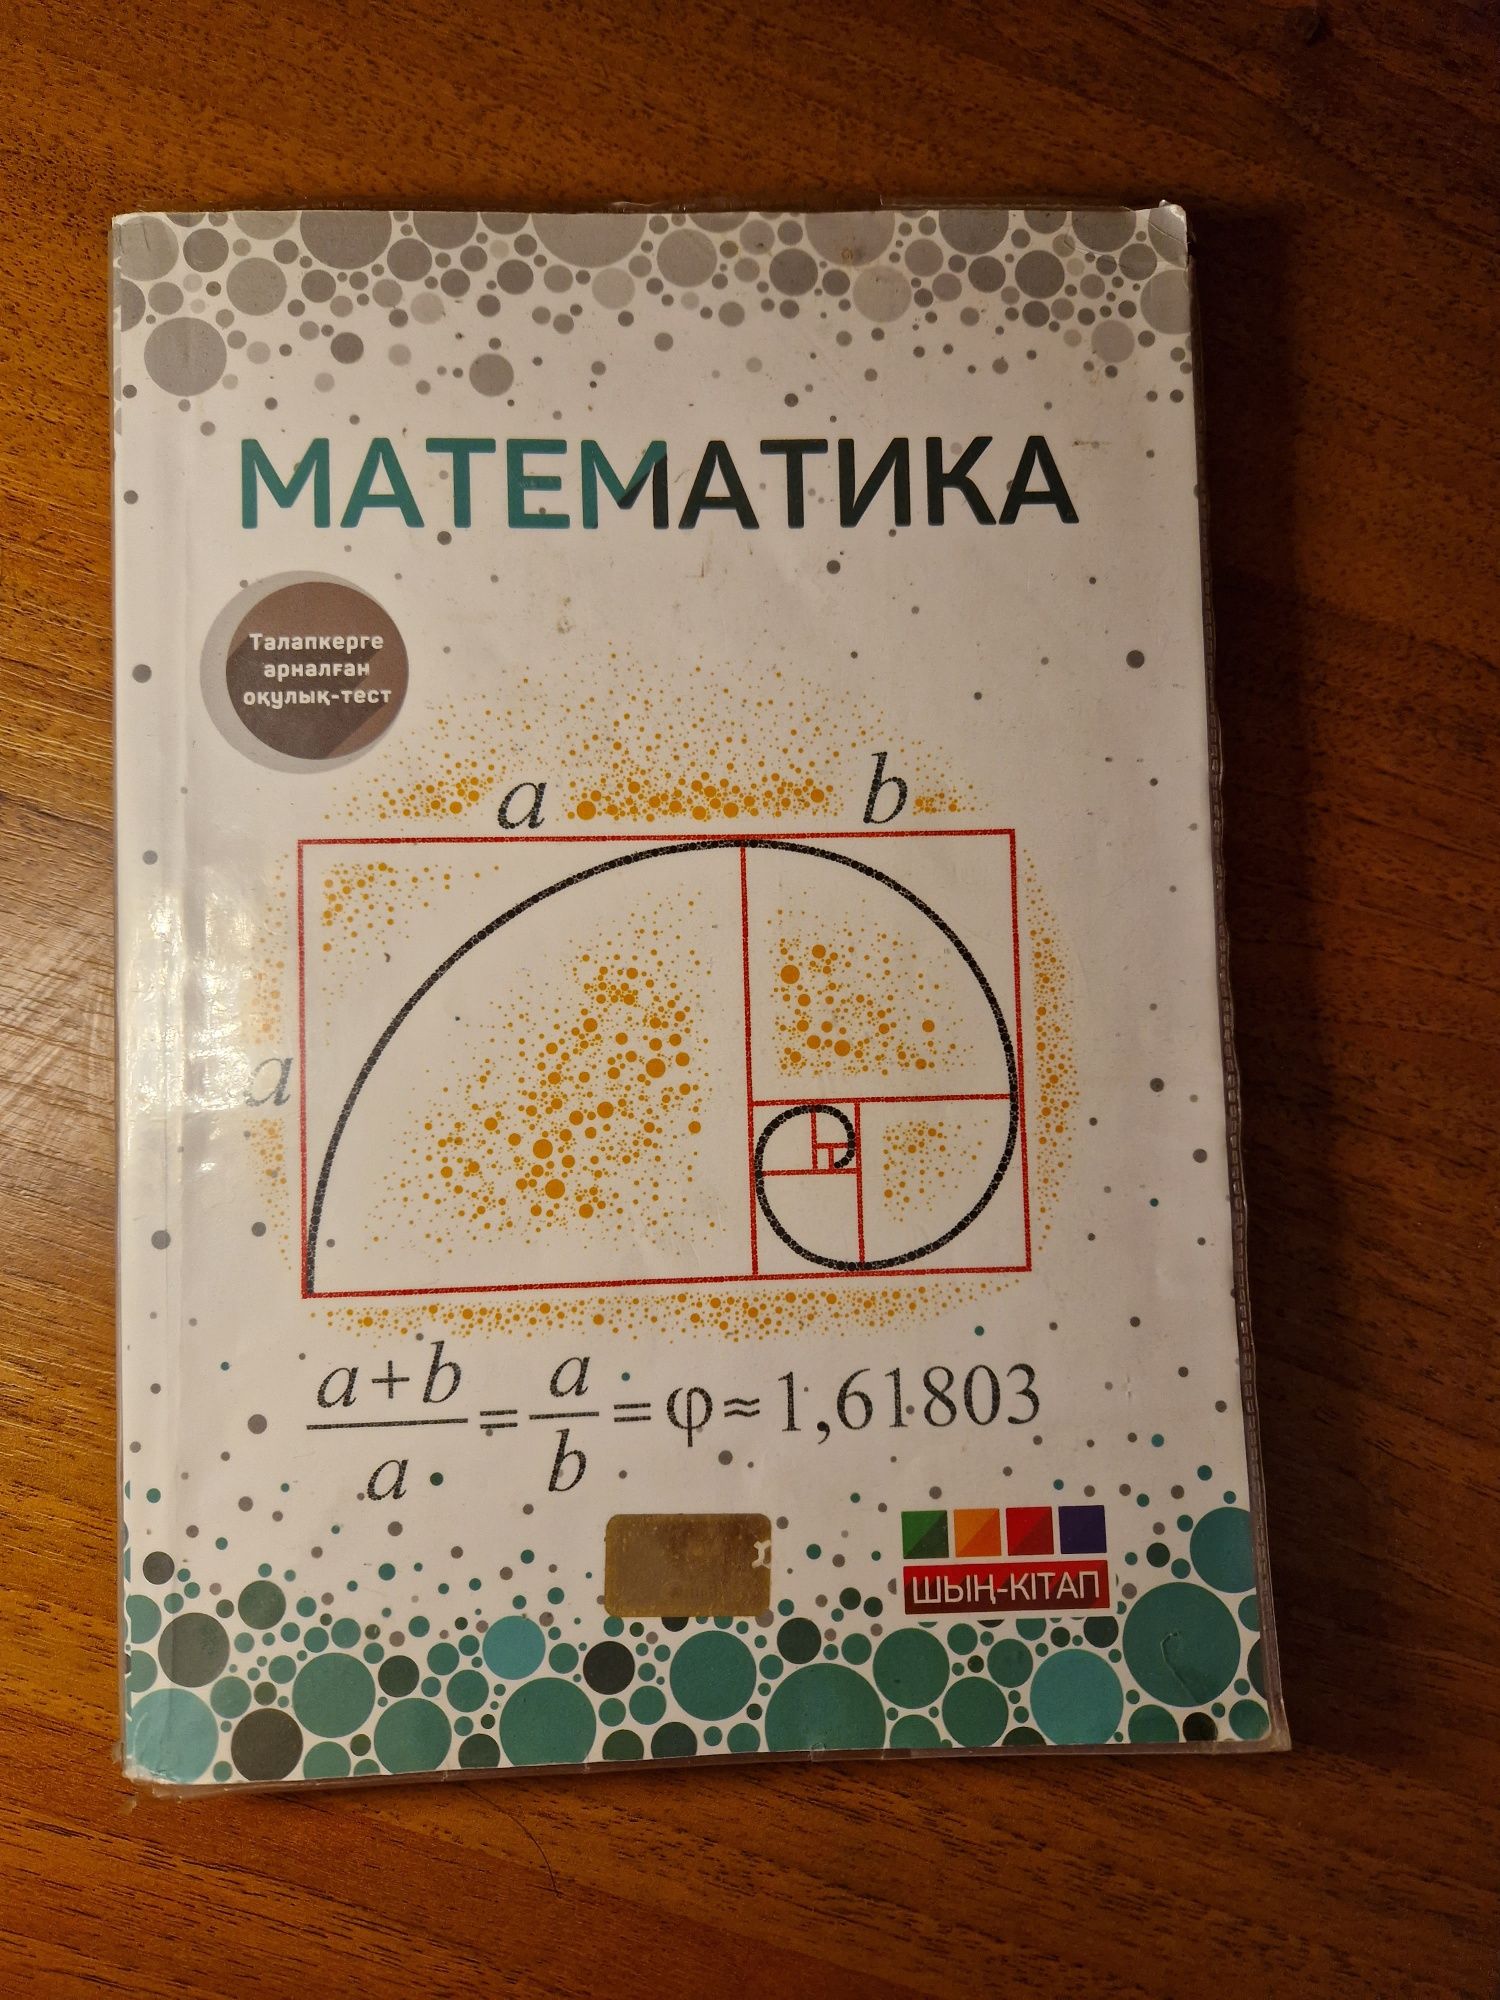 МАТЕМАТИКА
Талапкерге
арналған
оқулық-тест
a b
a
a+b a
— = — = φ ≈ 1,61803
a b
ШЫҢ-КІТАП